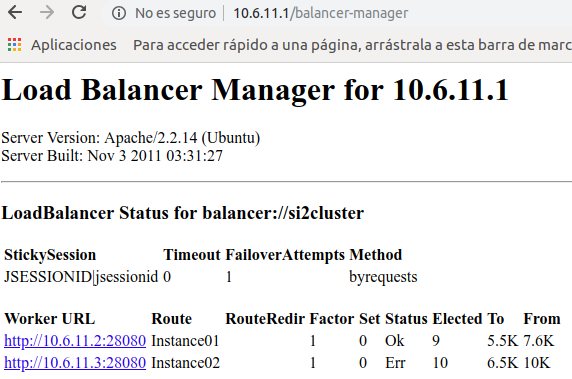 No es seguro | 10.6.11.1/balancer-manager
Aplicaciones Para acceder rápido a una página, arrástrala a esta barra de marc
Load Balancer Manager for 10.6.11.1
Server Version: Apache/2.2.14 (Ubuntu)
Server Built: Nov 3 2011 03:31:27
LoadBalancer Status for balancer://si2cluster
StickySession Timeout FailoverAttempts Method
JSESSIONID|jsessionid 0 1 byrequests
Worker URL Route RouteRedir Factor Set Status Elected To From
http://10.6.11.2:28080 Instance01 1 0 Ok 9 5.5K 7.6K
http://10.6.11.3:28080 Instance02 1 0 Err 10 6.5K 10K